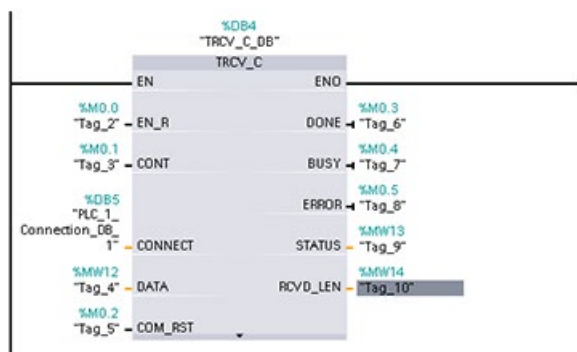 %DB4
"TRCV_C_DB"
TRCV_C
EN ENO
%M0.0 %M0.3
"Tag_2" EN_R DONE "Tag_6"
%M0.1 %M0.4
"Tag_3" CONT BUSY "Tag_7"
%DB5 %M0.5
"PLC_1_ ERROR "Tag_8"
Connection_DB_ %MW13
1" CONNECT STATUS "Tag_9"
%MW12 %MW14
"Tag_4" DATA RCVD_LEN "Tag_10"
%M0.2
"Tag_5" COM_RST